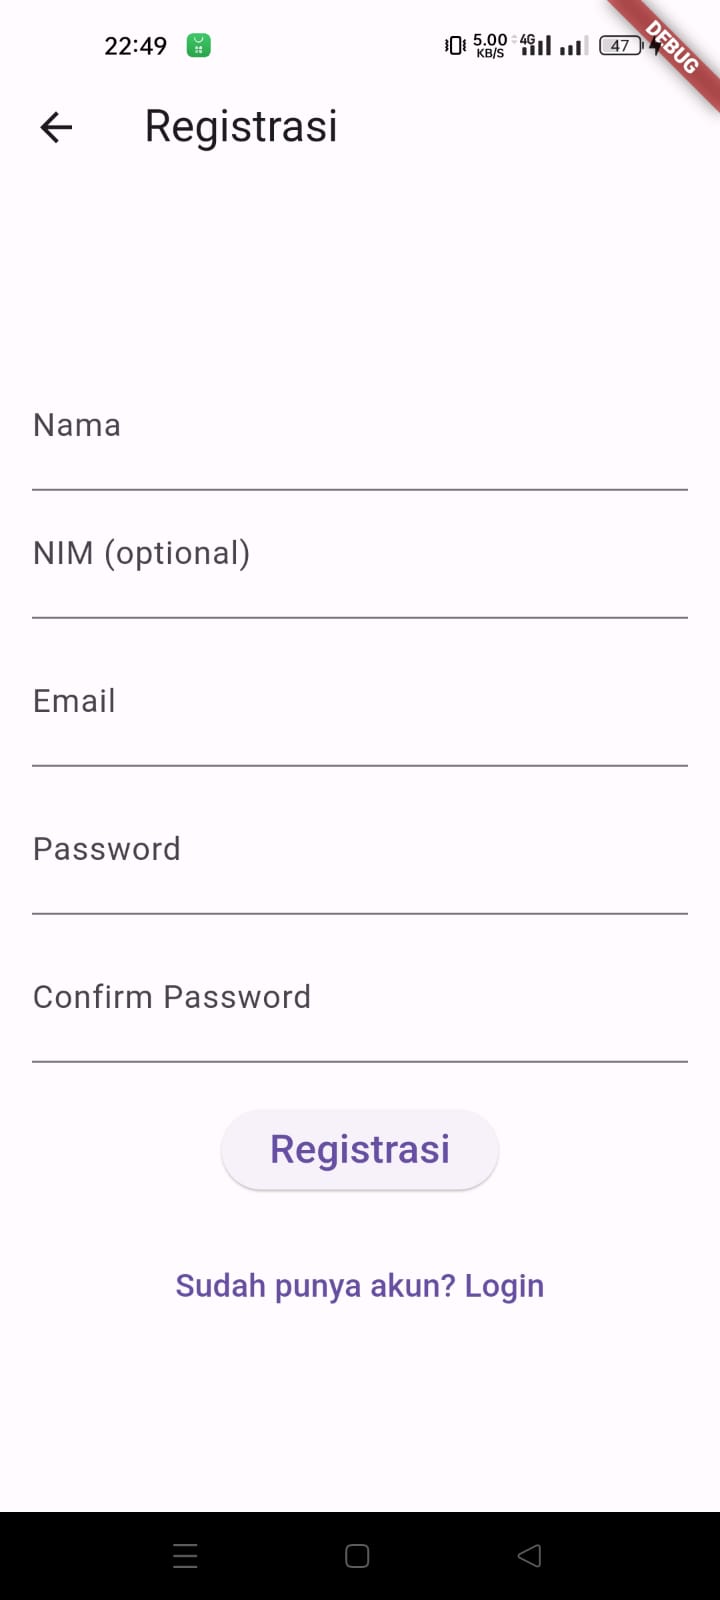 22:49
5.00
KB/S
4G
47
DEBUG
Registrasi
Nama
NIM (optional)
Email
Password
Confirm Password
Registrasi
Sudah punya akun? Login